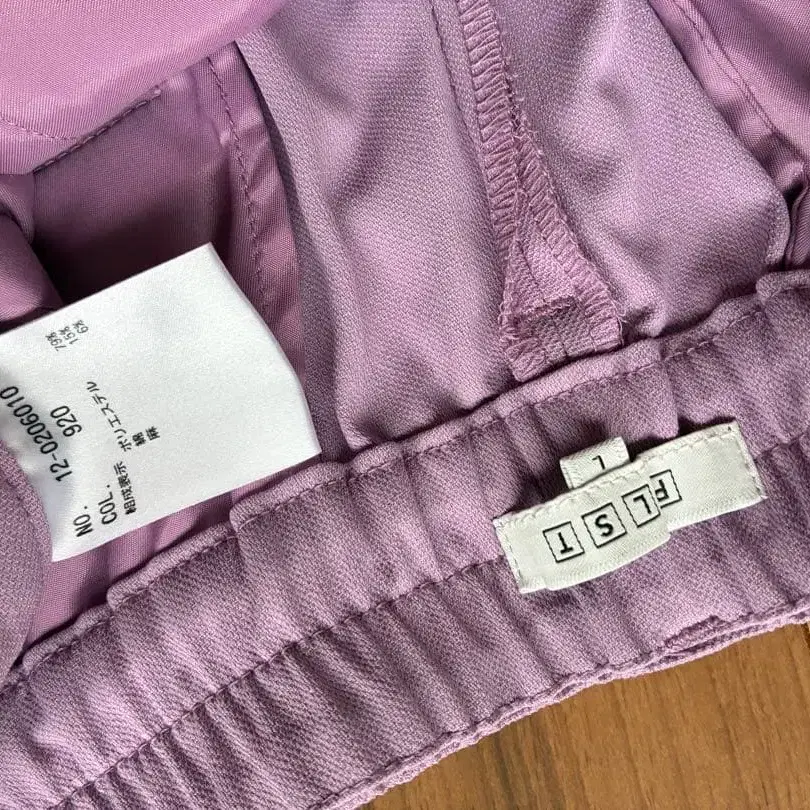 NO. 12-0206010
COL. 920
組成表示 ポリエステル 79%
綿 15%
麻 6%
L
FLST